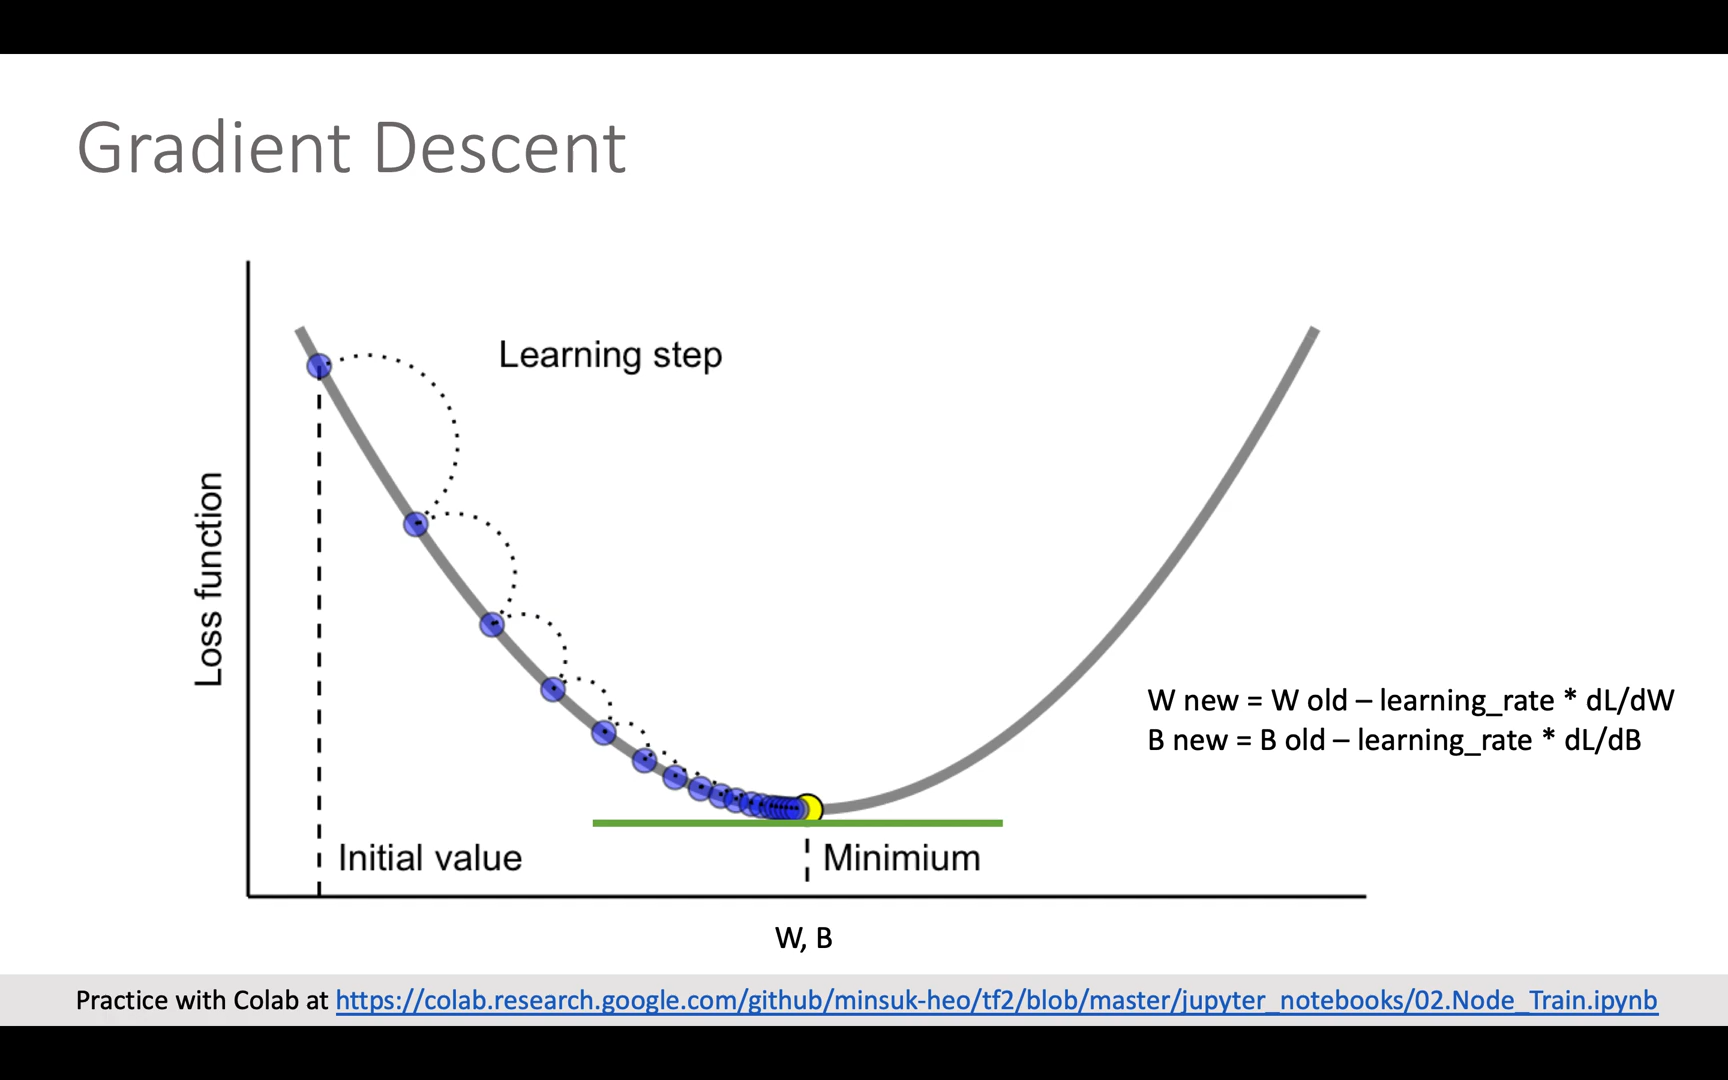 Gradient Descent
Learning step
Loss function
W new = W old – learning_rate * dL/dW
B new = B old – learning_rate * dL/dB
Initial value
Minimium
W, B
Practice with Colab at https://colab.research.google.com/github/minsuk-heo/tf2/blob/master/jupyter_notebooks/02.Node_Train.ipynb